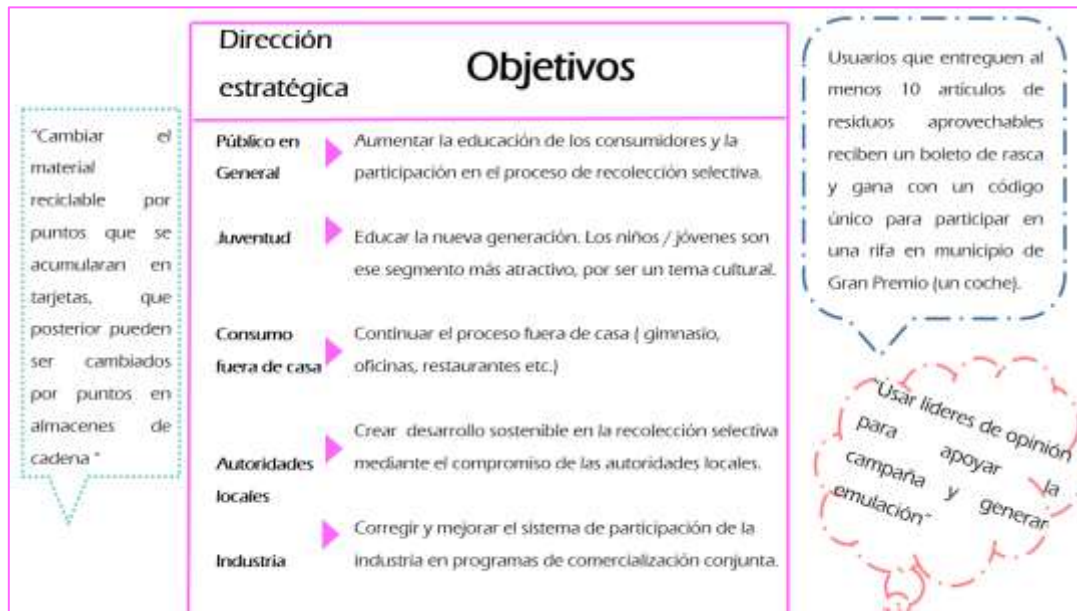 "Cambiar el
material
reciclable por
puntos que se
acumularan en
tarjetas, que
posterior pueden
ser cambiados
por puntos en
almacenes de
cadena "
Dirección
estratégica
Objetivos
Público en
General
Aumentar la educación de los consumidores y la
participación en el proceso de recolección selectiva.
Juventud
Educar la nueva generación. Los niños / jóvenes son
ese segmento más atractivo, por ser un tema cultural.
Consumo
fuera de casa
Continuar el proceso fuera de casa ( gimnasio,
oficinas, restaurantes etc.)
Autoridades
locales
Crear desarrollo sostenible en la recolección selectiva
mediante el compromiso de las autoridades locales.
Industria
Corregir y mejorar el sistema de participación de la
industria en programas de comercialización conjunta.
Usuarios que entreguen al
menos 10 artículos de
residuos aprovechables
reciben un boleto de rasca
y gana con un código
único para participar en
una rifa en municipio de
Gran Premio (un coche).
"Usar lideres de opinión
para apoyar la
campaña y generar
emulación"